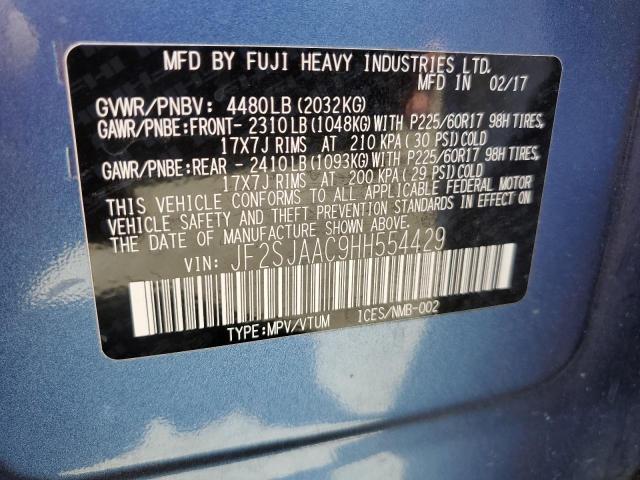 MFD BY FUJI HEAVY INDUSTRIES LTD.
MFD IN 02/17
GVWR/PNBV: 4480LB (2032KG)
GAWR/PNBE:FRONT- 2310LB (1048KG) WITH P225/60R17 98H TIRES,
17X7J RIMS AT 210 KPA ( 30 PSI) COLD
GAWR/PNBE:REAR - 2410LB (1093KG) WITH P225/60R17 98H TIRES,
17X7J RIMS AT 200 KPA ( 29 PSI) COLD
THIS VEHICLE CONFORMS TO ALL APPLICABLE FEDERAL MOTOR
VEHICLE SAFETY AND THEFT PREVENTION STANDARDS IN EFFECT ON
THE DATE OF MANUFACTURE SHOWN ABOVE.
VIN: JF2SJAAC9HH554429
TYPE:MPV/VTUM ICES/NMB-002